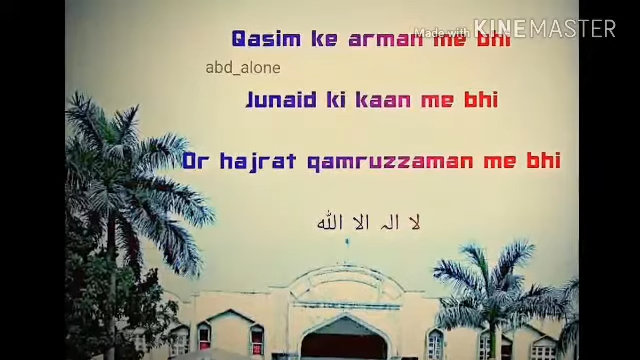 Made with KINEMASTER
Qasim ke arman me bhi
abd_alone
Junaid ki kaan me bhi
Or hajrat qamruzzaman me bhi
لا الہ الا الله